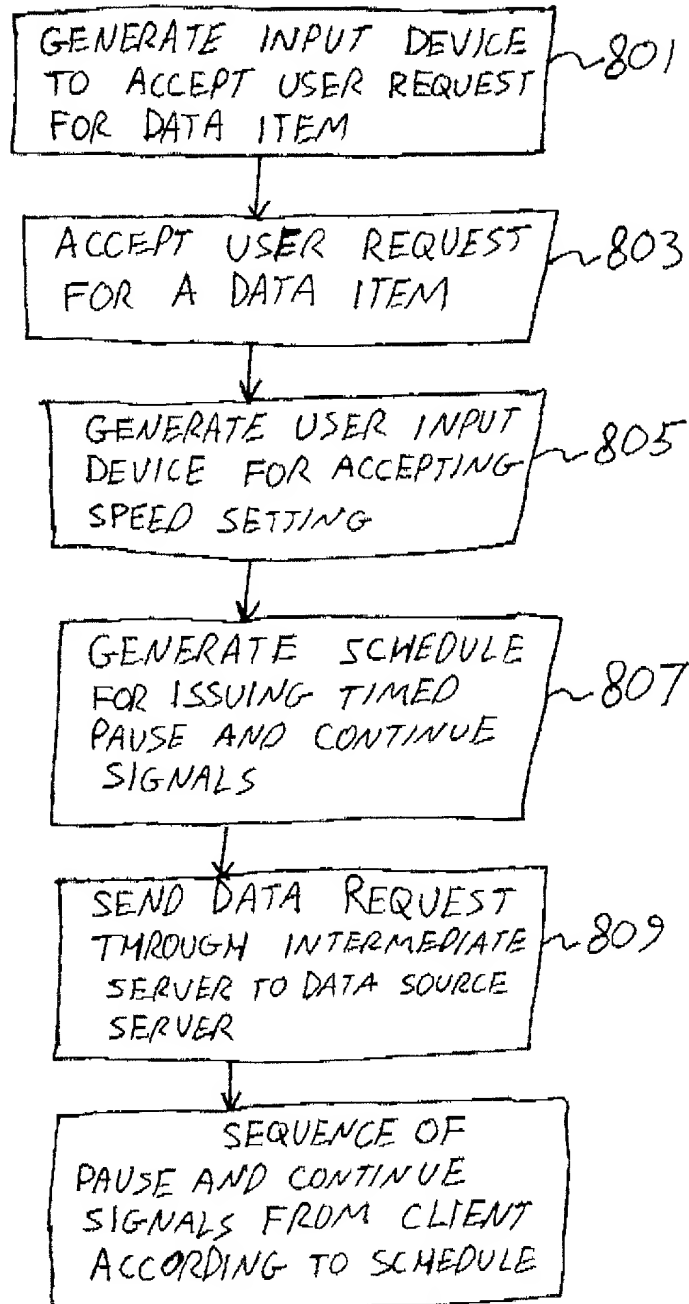 GENERATE INPUT DEVICE
TO ACCEPT USER REQUEST
FOR DATA ITEM
801
ACCEPT USER REQUEST
FOR A DATA ITEM
803
GENERATE USER INPUT
DEVICE FOR ACCEPTING
SPEED SETTING
805
GENERATE SCHEDULE
FOR ISSUING TIMED
PAUSE AND CONTINUE
SIGNALS
807
SEND DATA REQUEST
THROUGH INTERMEDIATE
SERVER TO DATA SOURCE
SERVER
809
SEQUENCE OF
PAUSE AND CONTINUE
SIGNALS FROM CLIENT
ACCORDING TO SCHEDULE